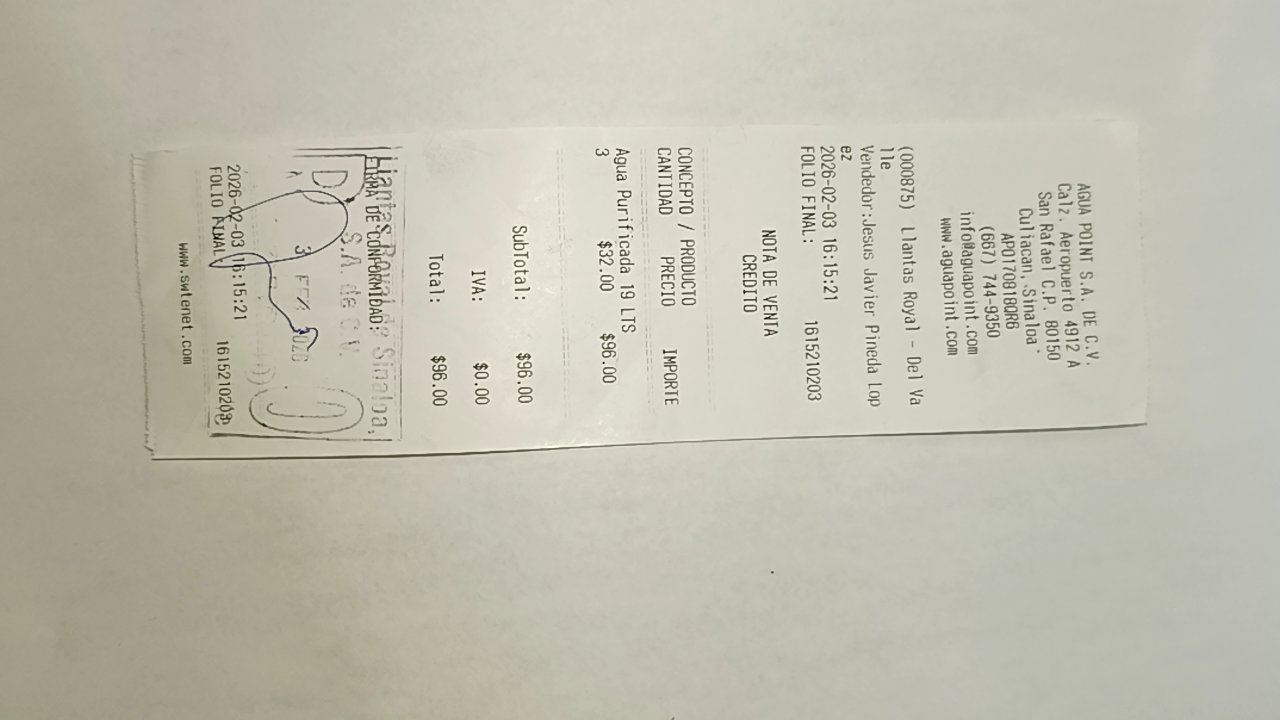 AGUA POINT S.A. DE C.V.
Calz. Aeropuerto 4912 A
San Rafael C.P. 80150
Culiacan, Sinaloa
APO170818QR6
(667) 744-9350
info@aguapoint.com
www.aguapoint.com
(000875) Llantas Royal - Del Va
lle
Vendedor:Jesus Javier Pineda Lop
ez
2026-02-03 16:15:21
FOLIO FINAL: 1615210203
NOTA DE VENTA
CREDITO
CONCEPTO / PRODUCTO
CANTIDAD PRECIO IMPORTE
Agua Purificada 19 LTS
3 $32.00 $96.00
SubTotal: $96.00
IVA: $0.00
Total: $96.00
Llantas Royal de Sinaloa,
FIRMA DE CONFORMIDAD:
S.A. de C.V.
3 FEB 2026
2026-02-03 16:15:21
FOLIO FINAL: 1615210203
www.swtenet.com